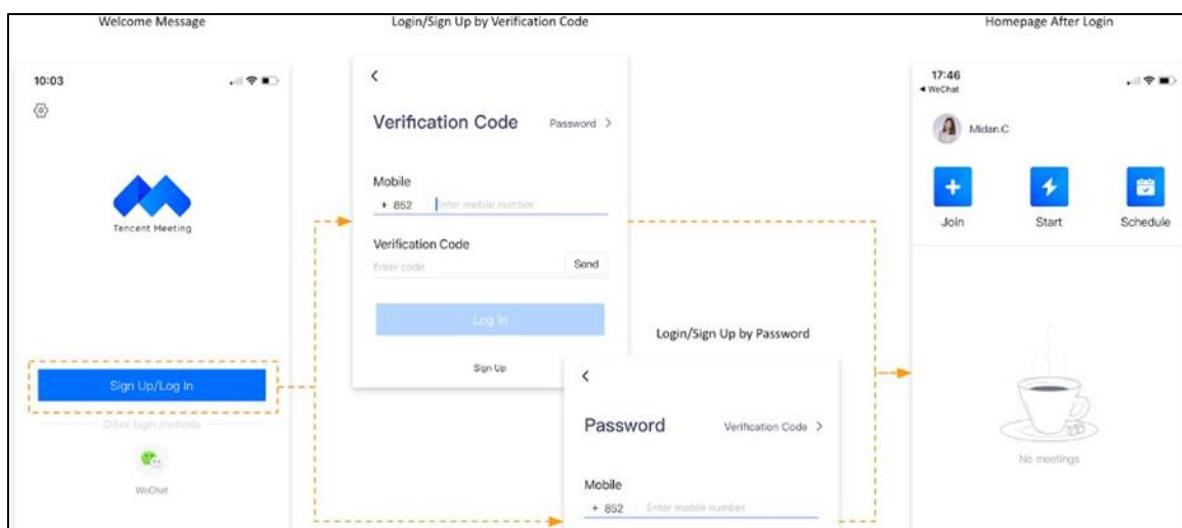 Welcome Message
Login/Sign Up by Verification Code
Homepage After Login
10:03
Tencent Meeting
Sign Up/Log In
Other login methods
WeChat
Verification Code
Password >
Mobile
+ 852 Enter mobile number
Verification Code
Enter code
Send
Log In
Sign Up
Login/Sign Up by Password
Password
Verification Code >
Mobile
+ 852 Enter mobile number
17:46
WeChat
Midan.C
Join
Start
Schedule
No meetings